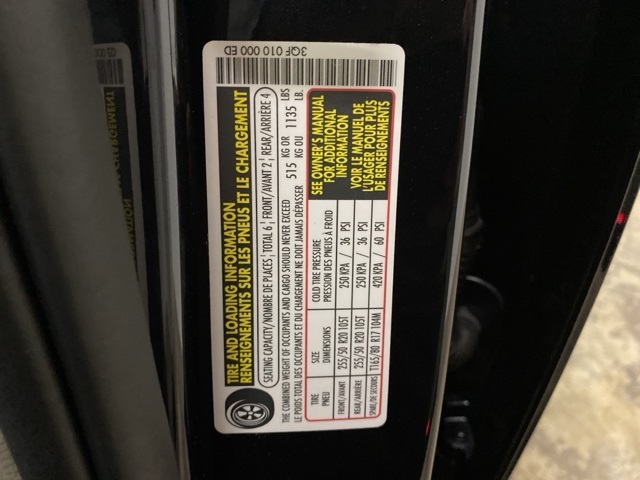 3QF 010 000 ED
TIRE AND LOADING INFORMATION
RENSEIGNEMENTS SUR LES PNEUS ET LE CHARGEMENT
SEATING CAPACITY/NOMBRE DE PLACES TOTAL 6 FRONT/AVANT 2 REAR/ARRIÈRE 4
THE COMBINED WEIGHT OF OCCUPANTS AND CARGO SHOULD NEVER EXCEED 515 KG OR 1135 LBS
LE POIDS TOTAL DES OCCUPANTS ET DU CHARGEMENT NE DOIT JAMAIS DÉPASSER KG OU LB.
TIRE SIZE COLD TIRE PRESSURE
PNEU DIMENSIONS PRESSION DES PNEUS À FROID
FRONT/AVANT 255/50 R20 105T 250 KPA / 36 PSI
REAR/ARRIÈRE 255/50 R20 105T 250 KPA / 36 PSI
SPARE/DE SECOURS T165/80 R17 104M 420 KPA / 60 PSI
SEE OWNER'S MANUAL
FOR ADDITIONAL
INFORMATION
VOIR LE MANUEL DE
L'USAGER POUR PLUS
DE RENSEIGNEMENTS